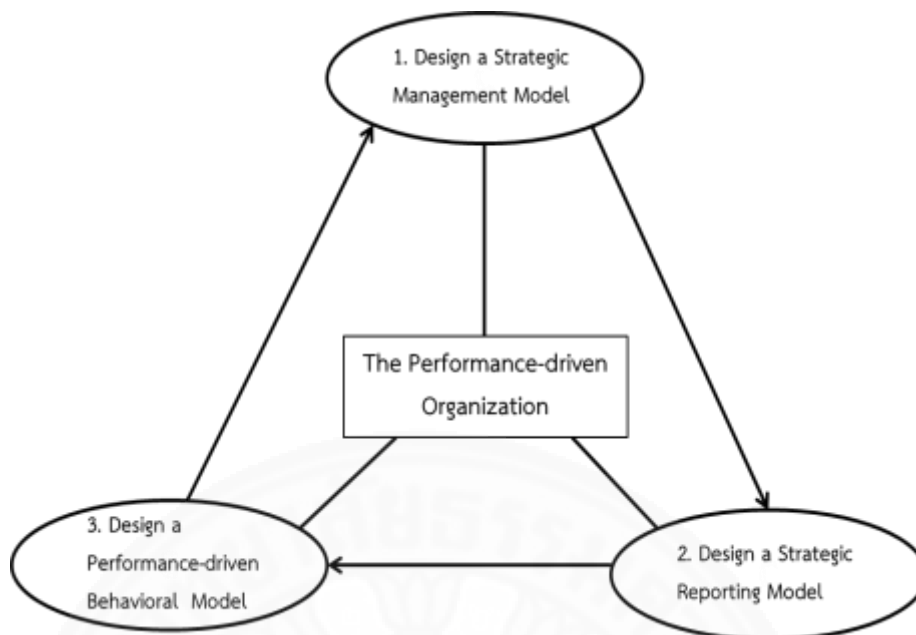 1. Design a Strategic
Management Model
The Performance-driven
Organization
3. Design a
Performance-driven
Behavioral Model
2. Design a Strategic
Reporting Model